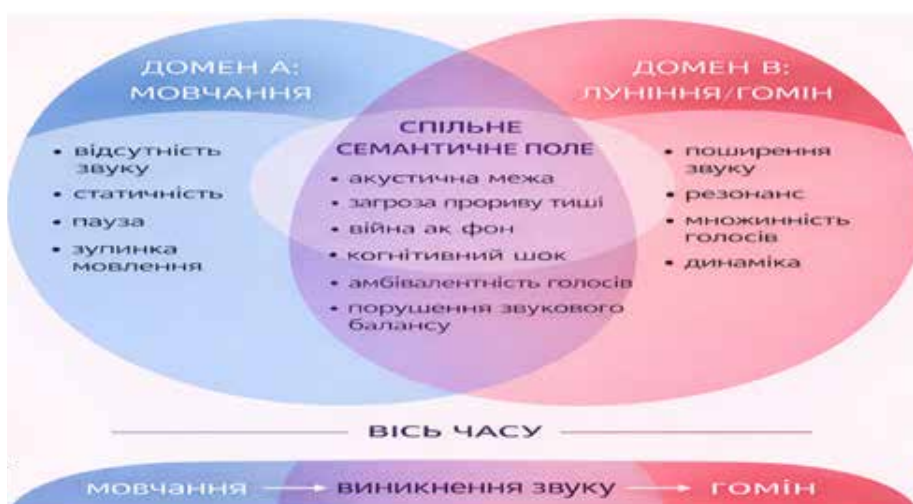 ДОМЕН А:
МОВЧАННЯ
• відсутність
звуку
• статичність
• пауза
• зупинка
мовлення
СПІЛЬНЕ
СЕМАНТИЧНЕ ПОЛЕ
• акустична межа
• загроза прориву тиші
• війна ак фон
• когнітивний шок
• амбівалентність голосів
• порушення звукового
балансу
ДОМЕН В:
ЛУНІННЯ/ГОМІН
• поширення
звуку
• резонанс
• множинність
голосів
• динаміка
ВІСЬ ЧАСУ
мовчання → виникнення звуку → гомін